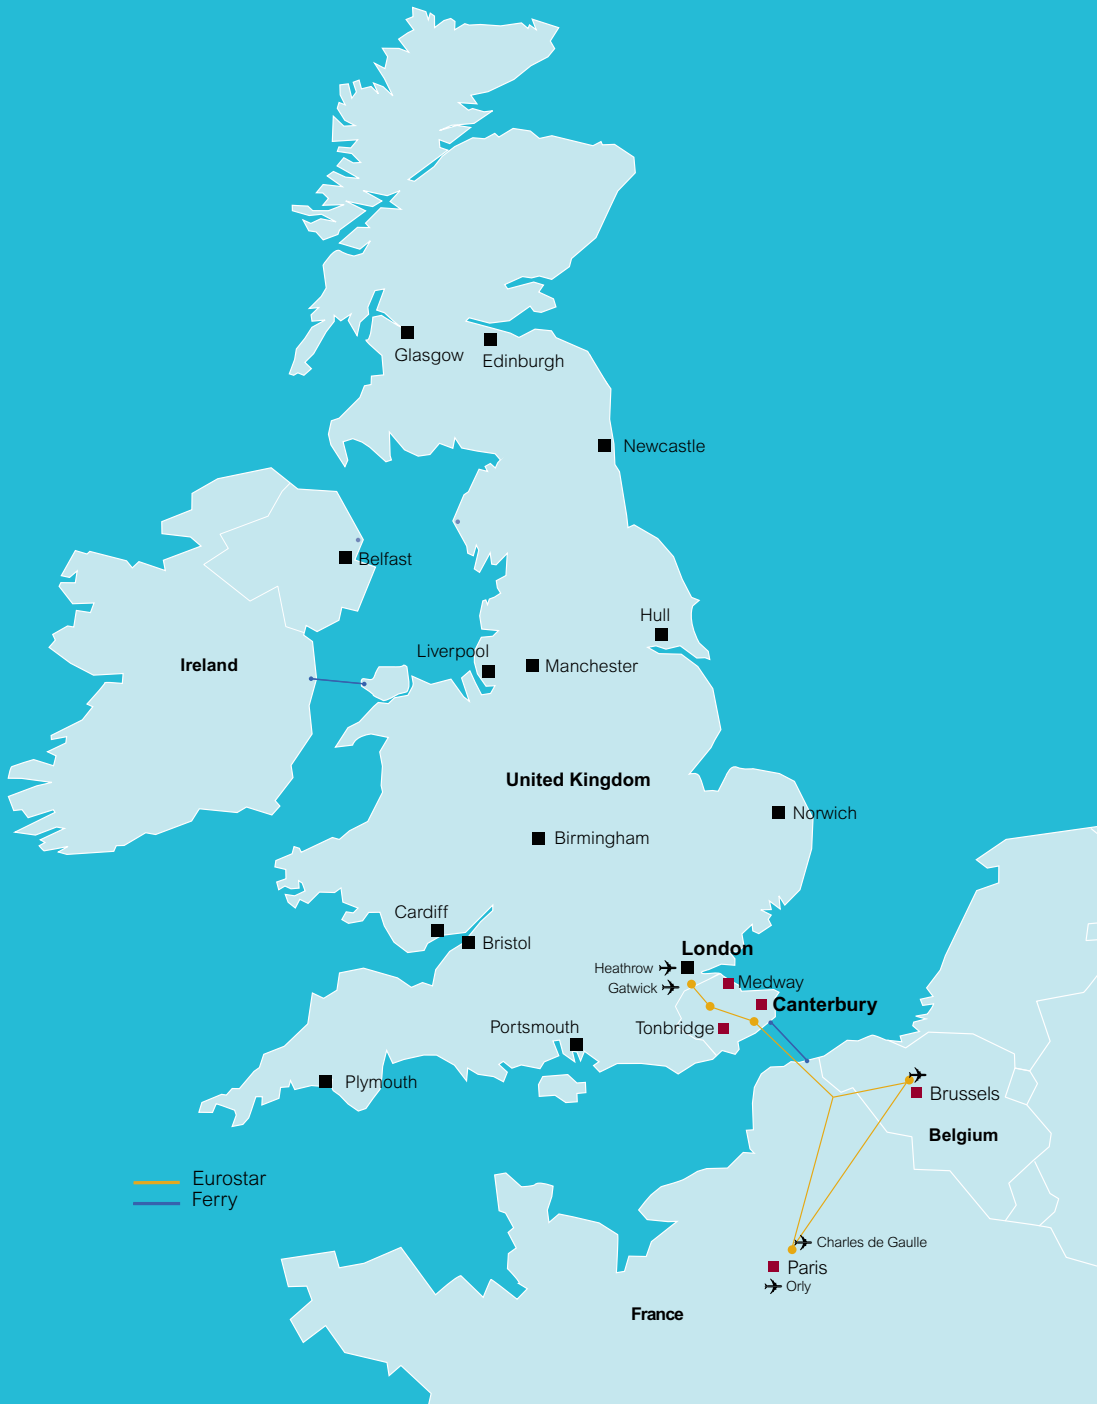 Glasgow
Edinburgh
Newcastle
Belfast
Hull
Liverpool
Manchester
Ireland
United Kingdom
Norwich
Birmingham
Cardiff
Bristol
London
Heathrow
Medway
Gatwick
Canterbury
Portsmouth
Tonbridge
Plymouth
Brussels
Belgium
Eurostar
Ferry
Charles de Gaulle
Paris
Orly
France